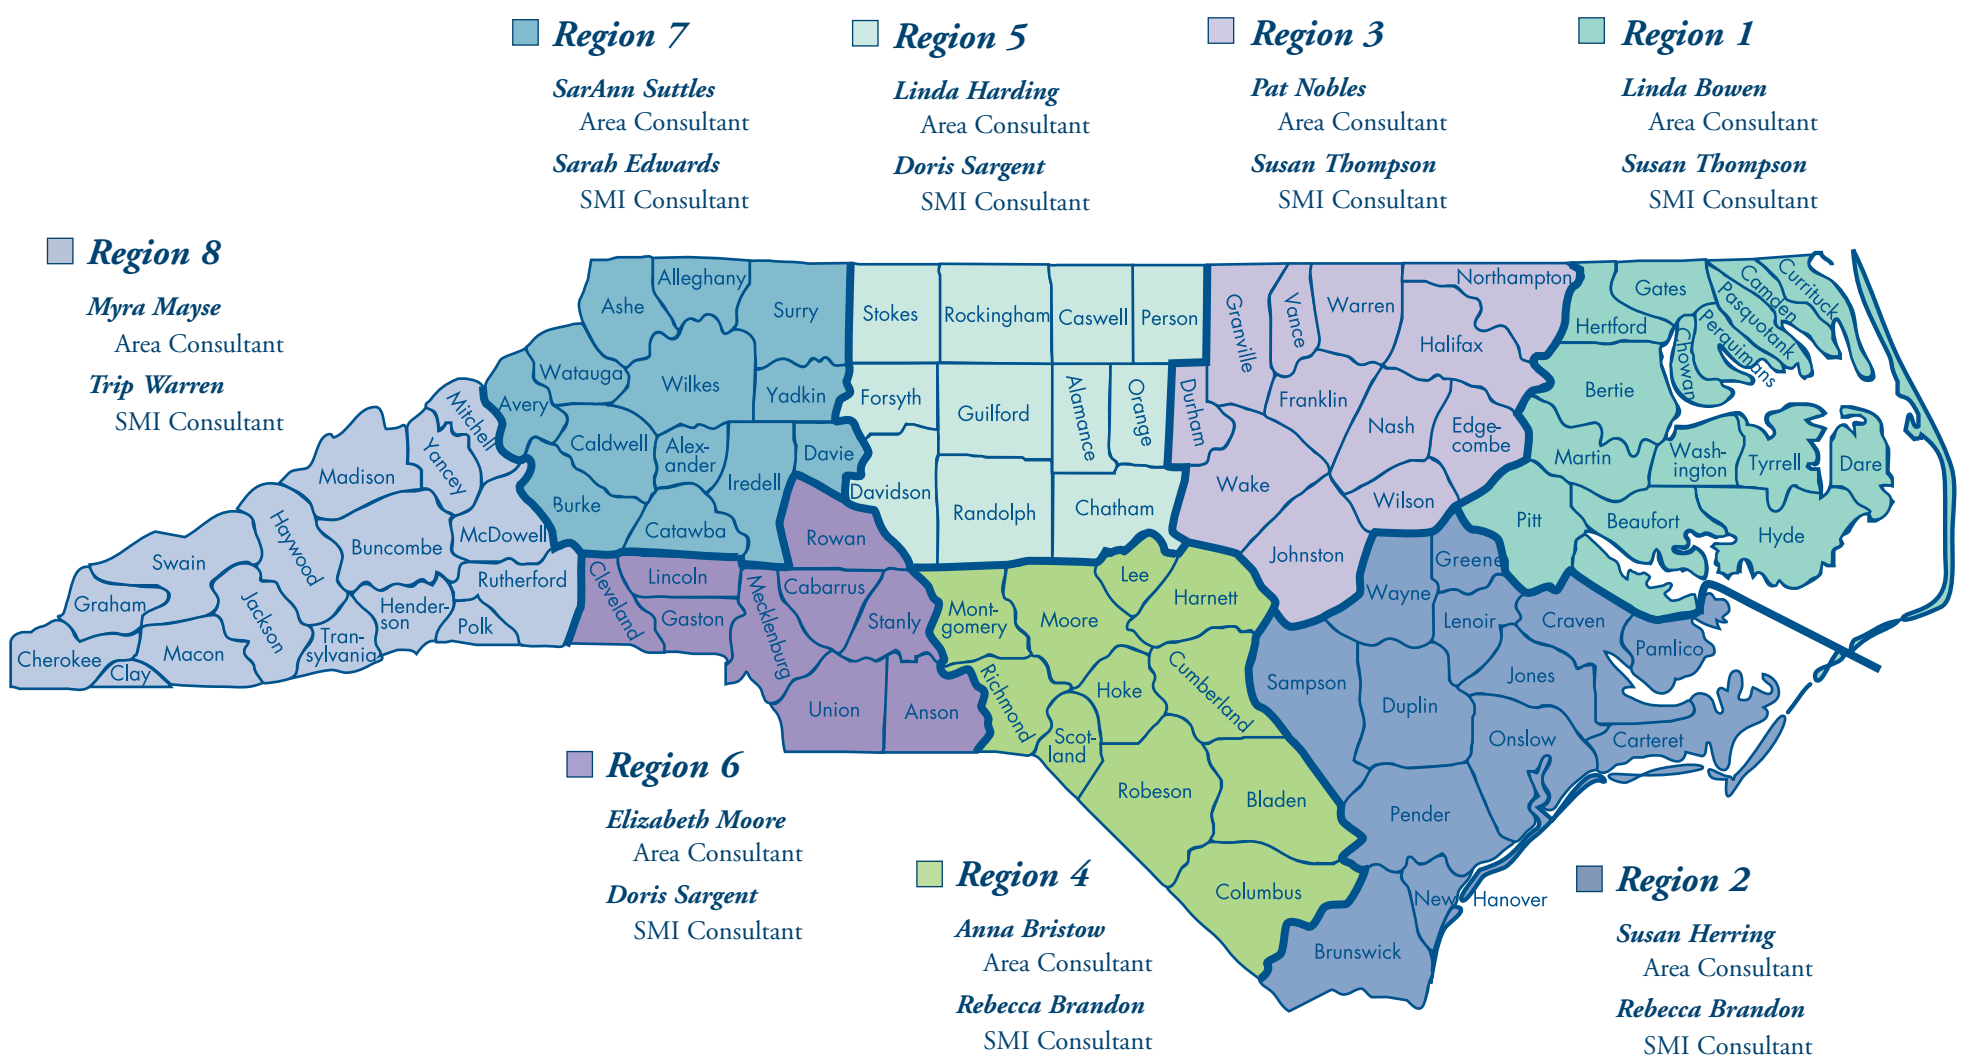 Region 7
SarAnn Suttles
Area Consultant
Sarah Edwards
SMI Consultant
Region 5
Linda Harding
Area Consultant
Doris Sargent
SMI Consultant
Region 3
Pat Nobles
Area Consultant
Susan Thompson
SMI Consultant
Region 1
Linda Bowen
Area Consultant
Susan Thompson
SMI Consultant
Region 8
Myra Mayse
Area Consultant
Trip Warren
SMI Consultant
Ashe
Alleghany
Surry
Watauga
Wilkes
Yadkin
Avery
Caldwell
Alex-
ander
Iredell
Davie
Burke
Catawba
Mitchell
Yancey
Madison
Haywood
Buncombe
McDowell
Swain
Graham
Jackson
Hender-
son
Polk
Rutherford
Tran-
sylvania
Cherokee
Clay
Macon
Stokes
Rockingham
Caswell
Person
Forsyth
Guilford
Alamance
Orange
Davidson
Randolph
Chatham
Granville
Vance
Warren
Northampton
Halifax
Durham
Franklin
Nash
Edge-
combe
Wake
Wilson
Johnston
Hertford
Gates
Camden
Currituck
Pasquotank
Perquimans
Chowan
Bertie
Martin
Wash-
ington
Tyrrell
Dare
Pitt
Beaufort
Hyde
Rowan
Cleveland
Lincoln
Gaston
Mecklenburg
Cabarrus
Stanly
Union
Anson
Mont-
gomery
Moore
Lee
Harnett
Richmond
Hoke
Cumberland
Scot-
land
Robeson
Bladen
Columbus
Wayne
Greene
Lenoir
Craven
Pamlico
Sampson
Duplin
Jones
Onslow
Carteret
Pender
New Hanover
Brunswick
Region 6
Elizabeth Moore
Area Consultant
Doris Sargent
SMI Consultant
Region 4
Anna Bristow
Area Consultant
Rebecca Brandon
SMI Consultant
Region 2
Susan Herring
Area Consultant
Rebecca Brandon
SMI Consultant